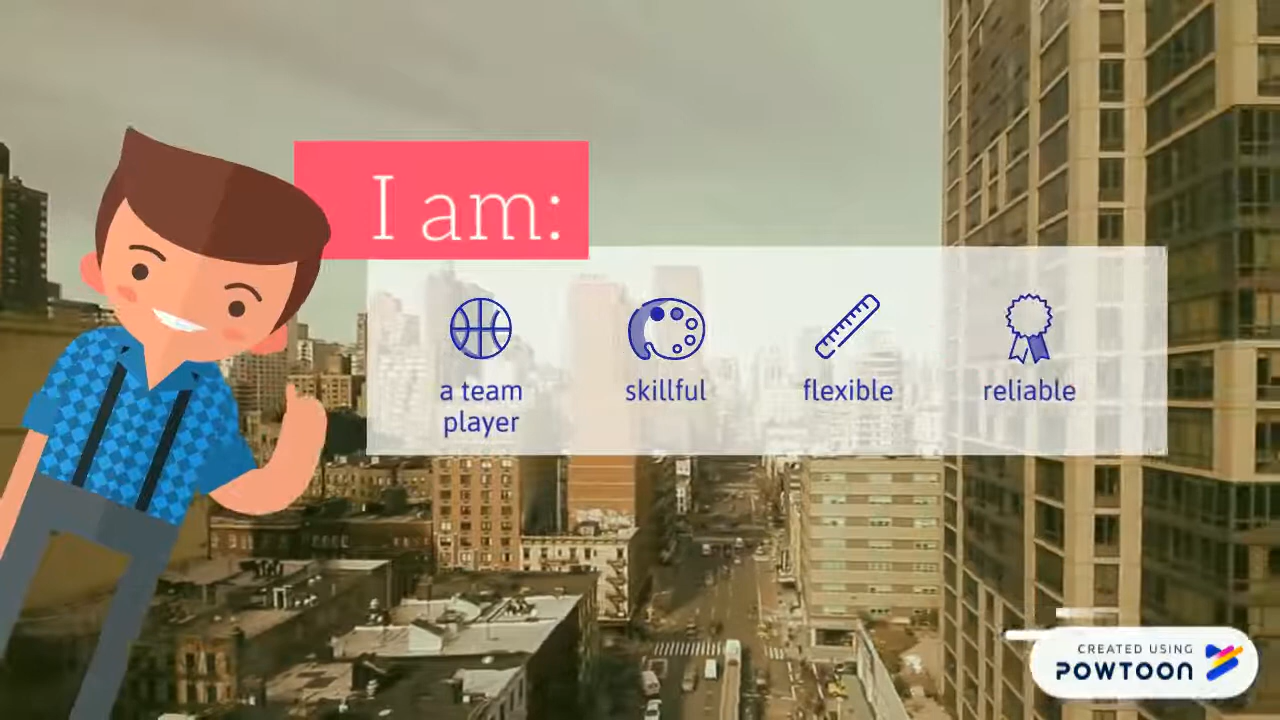 I am:
a team
player
skillful
flexible
reliable
CREATED USING
POWTOON